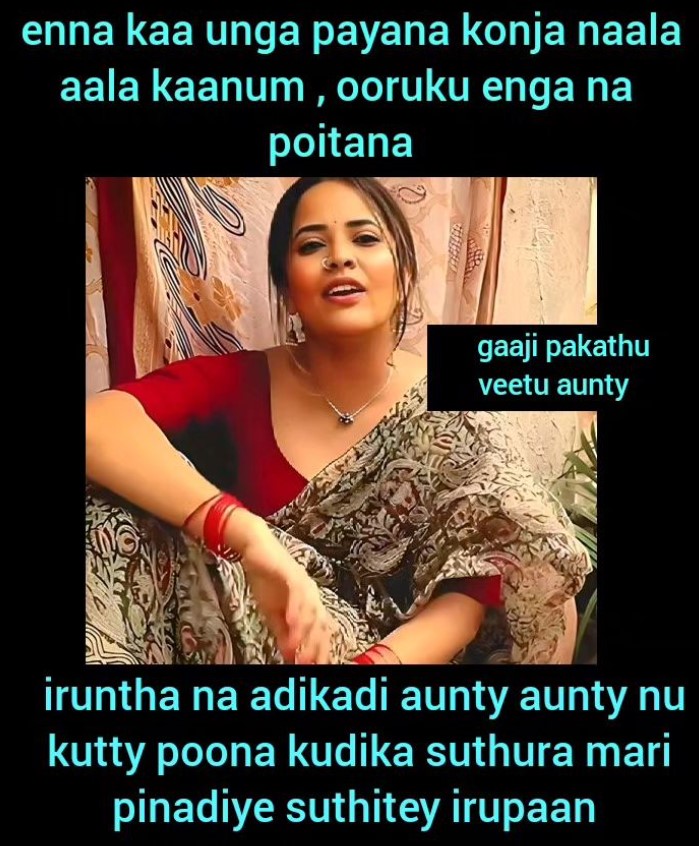 enna kaa unga payana konja naala
aala kaanum , ooruku enga na
poitana
gaaji pakathu
veetu aunty
iruntha na adikadi aunty aunty nu
kutty poona kudika suthura mari
pinadiye suthitey irupaan